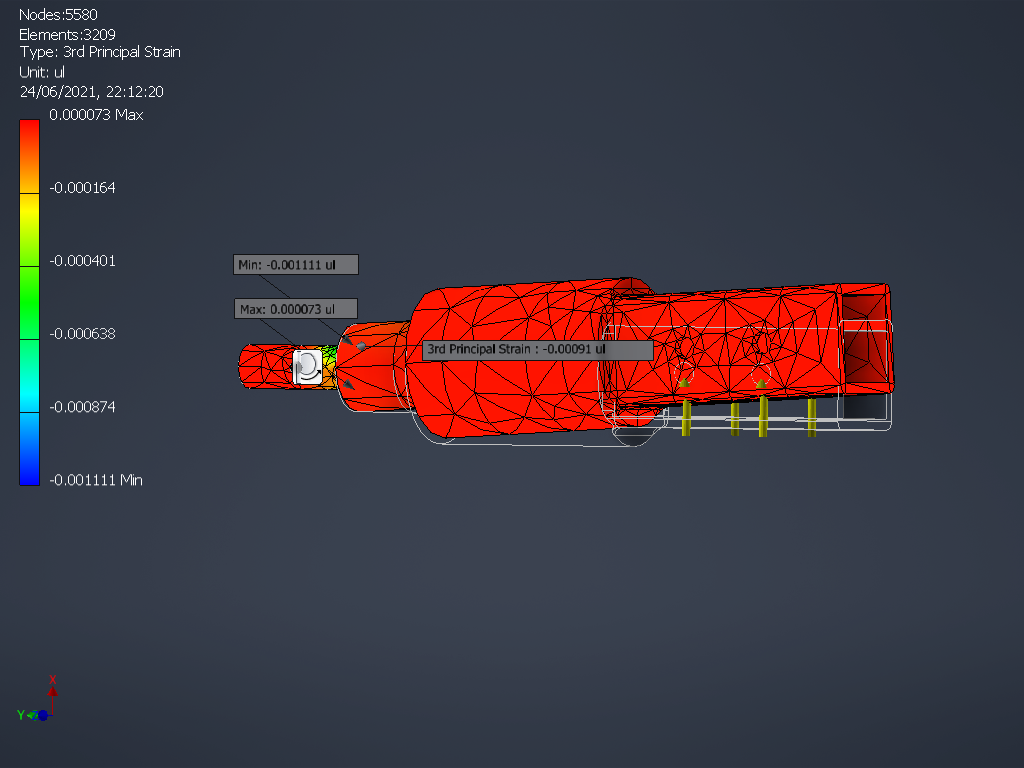 Nodes:5580
Elements:3209
Type: 3rd Principal Strain
Unit: ul
24/06/2021, 22:12:20
0.000073 Max
-0.000164
-0.000401
-0.000638
-0.000874
-0.001111 Min
Min: -0.001111 ul
Max: 0.000073 ul
3rd Principal Strain : -0.00091 ul
X
Y